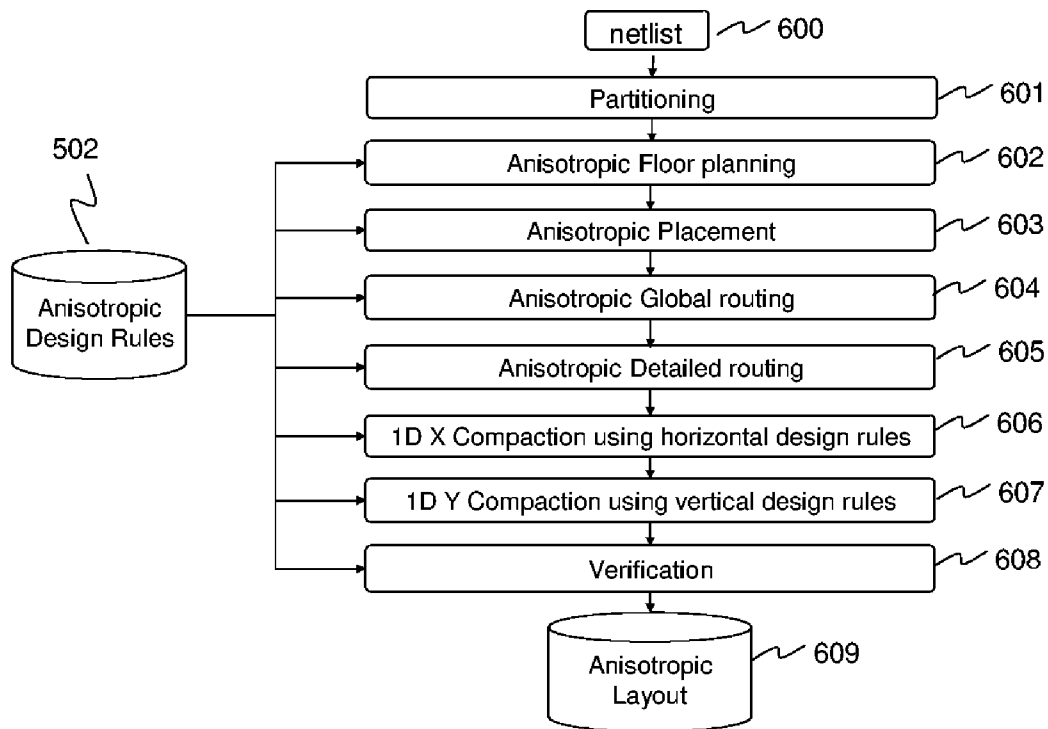 netlist
600
Partitioning
601
502
Anisotropic Floor planning
602
Anisotropic Placement
603
Anisotropic
Design Rules
Anisotropic Global routing
604
Anisotropic Detailed routing
605
1D X Compaction using horizontal design rules
606
1D Y Compaction using vertical design rules
607
Verification
608
Anisotropic
Layout
609